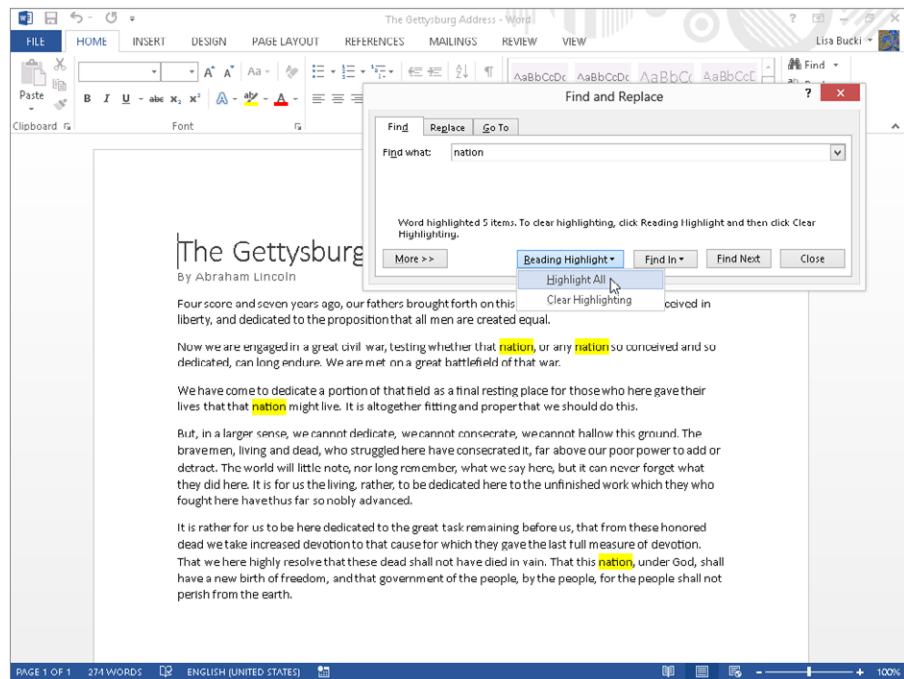 The Gettysburg Address - Word
?
FILE HOME INSERT DESIGN PAGE LAYOUT REFERENCES MAILINGS REVIEW VIEW Lisa Bucki
Paste
Aa
B I U abc X₂ X² A ab A
AaBbCcDc AaBbCcDc AaBbCc AaBbCcE
Find
Clipboard Font
Find and Replace ?
Find Replace Go To
Find what: nation
Word highlighted 5 items. To clear highlighting, click Reading Highlight and then click Clear
Highlighting.
More >> Reading Highlight Find In Find Next Close
Highlight All
Clear Highlighting
The Gettysburg
By Abraham Lincoln
Four score and seven years ago, our fathers brought forth on this ceived in
liberty, and dedicated to the proposition that all men are created equal.
Now we are engaged in a great civil war, testing whether that nation, or any nation so conceived and so
dedicated, can long endure. We are met on a great battlefield of that war.
We have come to dedicate a portion of that field as a final resting place for those who here gave their
lives that that nation might live. It is altogether fitting and proper that we should do this.
But, in a larger sense, we cannot dedicate, we cannot consecrate, we cannot hallow this ground. The
brave men, living and dead, who struggled here have consecrated it, far above our poor power to add or
detract. The world will little note, nor long remember, what we say here, but it can never forget what
they did here. It is for us the living, rather, to be dedicated here to the unfinished work which they who
fought here have thus far so nobly advanced.
It is rather for us to be here dedicated to the great task remaining before us, that from these honored
dead we take increased devotion to that cause for which they gave the last full measure of devotion.
That we here highly resolve that these dead shall not have died in vain. That this nation, under God, shall
have a new birth of freedom, and that government of the people, by the people, for the people shall not
perish from the earth.
PAGE 1 OF 1 274 WORDS ENGLISH (UNITED STATES) 100%